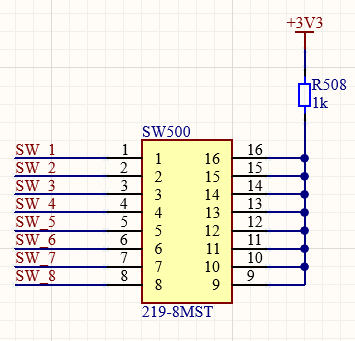 +3V3
R508
1k
SW500
SW_1 1 1 16 16
SW_2 2 2 15 15
SW_3 3 3 14 14
SW_4 4 4 13 13
SW_5 5 5 12 12
SW_6 6 6 11 11
SW_7 7 7 10 10
SW_8 8 8 9 9
219-8MST